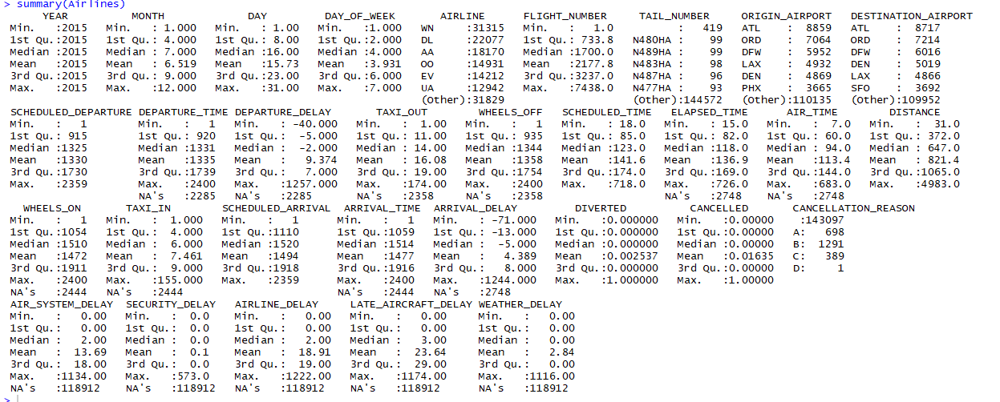 > summary(Airlines)
YEAR MONTH DAY DAY_OF_WEEK AIRLINE FLIGHT_NUMBER TAIL_NUMBER ORIGIN_AIRPORT DESTINATION_AIRPORT
Min. :2015 Min. : 1.000 Min. : 1.00 Min. :1.000 WN :31315 Min. : 1.0 : 419 ATL : 8859 ATL : 8717
1st Qu.:2015 1st Qu.: 4.000 1st Qu.: 8.00 1st Qu.:2.000 DL :22077 1st Qu.: 733.8 N480HA : 99 ORD : 7064 ORD : 7214
Median :2015 Median : 7.000 Median :16.00 Median :4.000 AA :18170 Median :1700.0 N489HA : 99 DFW : 5952 DFW : 6016
Mean :2015 Mean : 6.519 Mean :15.73 Mean :3.931 OO :14931 Mean :2177.8 N483HA : 98 LAX : 4932 DEN : 5019
3rd Qu.:2015 3rd Qu.: 9.000 3rd Qu.:23.00 3rd Qu.:6.000 EV :14212 3rd Qu.:3237.0 N487HA : 96 DEN : 4869 LAX : 4866
Max. :2015 Max. :12.000 Max. :31.00 Max. :7.000 UA :12942 Max. :7438.0 N477HA : 93 PHX : 3665 SFO : 3692
(Other):31829 (Other):144572 (Other):110135 (Other):109952
SCHEDULED_DEPARTURE DEPARTURE_TIME DEPARTURE_DELAY TAXI_OUT WHEELS_OFF SCHEDULED_TIME ELAPSED_TIME AIR_TIME DISTANCE
Min. : 1 Min. : 1 Min. : -40.000 Min. : 1.00 Min. : 1 Min. : 18.0 Min. : 15.0 Min. : 7.0 Min. : 31.0
1st Qu.: 915 1st Qu.: 920 1st Qu.: -5.000 1st Qu.: 11.00 1st Qu.: 935 1st Qu.: 85.0 1st Qu.: 82.0 1st Qu.: 60.0 1st Qu.: 372.0
Median :1325 Median :1331 Median : -2.000 Median : 14.00 Median :1344 Median :123.0 Median :118.0 Median : 94.0 Median : 647.0
Mean :1330 Mean :1335 Mean : 9.374 Mean : 16.08 Mean :1358 Mean :141.6 Mean :136.9 Mean :113.4 Mean : 821.4
3rd Qu.:1730 3rd Qu.:1739 3rd Qu.: 7.000 3rd Qu.: 19.00 3rd Qu.:1754 3rd Qu.:174.0 3rd Qu.:169.0 3rd Qu.:144.0 3rd Qu.:1065.0
Max. :2359 Max. :2400 Max. :1257.000 Max. :174.00 Max. :2400 Max. :718.0 Max. :726.0 Max. :683.0 Max. :4983.0
NA's :2285 NA's :2285 NA's :2358 NA's :2358 NA's :2748 NA's :2748
WHEELS_ON TAXI_IN SCHEDULED_ARRIVAL ARRIVAL_TIME ARRIVAL_DELAY DIVERTED CANCELLED CANCELLATION_REASON
Min. : 1 Min. : 1.000 Min. : 1 Min. : 1 Min. : -71.000 Min. :0.000000 Min. :0.00000 :143097
1st Qu.:1054 1st Qu.: 4.000 1st Qu.:1110 1st Qu.:1059 1st Qu.: -13.000 1st Qu.:0.000000 1st Qu.:0.00000 A: 698
Median :1510 Median : 6.000 Median :1520 Median :1514 Median : -5.000 Median :0.000000 Median :0.00000 B: 1291
Mean :1472 Mean : 7.461 Mean :1494 Mean :1477 Mean : 4.389 Mean :0.002537 Mean :0.01635 C: 389
3rd Qu.:1911 3rd Qu.: 9.000 3rd Qu.:1918 3rd Qu.:1916 3rd Qu.: 8.000 3rd Qu.:0.000000 3rd Qu.:0.00000 D: 1
Max. :2400 Max. :155.000 Max. :2359 Max. :2400 Max. :1244.000 Max. :1.000000 Max. :1.00000
NA's :2444 NA's :2444 NA's :2444 NA's :2748
AIR_SYSTEM_DELAY SECURITY_DELAY AIRLINE_DELAY LATE_AIRCRAFT_DELAY WEATHER_DELAY
Min. : 0.00 Min. : 0.0 Min. : 0.00 Min. : 0.00 Min. : 0.00
1st Qu.: 0.00 1st Qu.: 0.0 1st Qu.: 0.00 1st Qu.: 0.00 1st Qu.: 0.00
Median : 2.00 Median : 0.0 Median : 2.00 Median : 3.00 Median : 0.00
Mean : 13.69 Mean : 0.1 Mean : 18.91 Mean : 23.64 Mean : 2.84
3rd Qu.: 18.00 3rd Qu.: 0.0 3rd Qu.: 19.00 3rd Qu.: 29.00 3rd Qu.: 0.00
Max. :1134.00 Max. :573.0 Max. :1222.00 Max. :1174.00 Max. :1116.00
NA's :118912 NA's :118912 NA's :118912 NA's :118912 NA's :118912
>